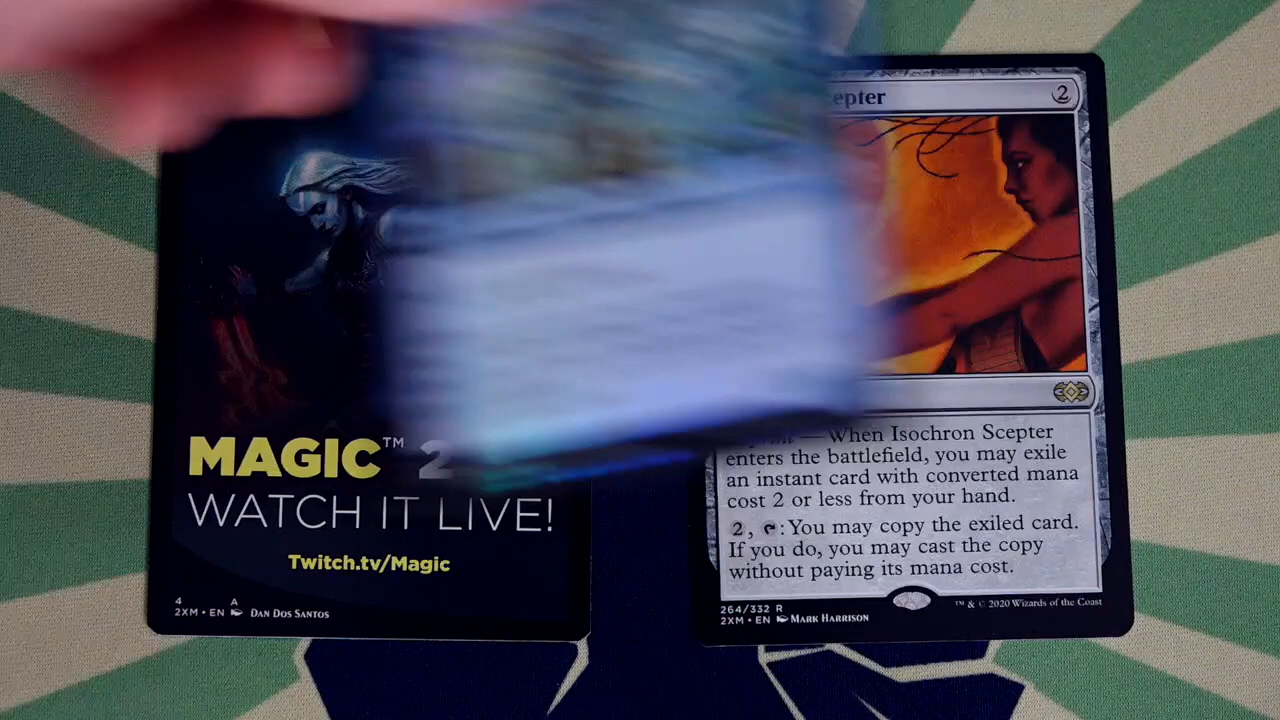 MAGIC™ 2
WATCH IT LIVE!
Twitch.tv/Magic
4 A
2XM • EN DAN DOS SANTOS
2
— When Isochron Scepter
enters the battlefield, you may exile
an instant card with converted mana
cost 2 or less from your hand.
2, : You may copy the exiled card.
If you do, you may cast the copy
without paying its mana cost.
264/332 R
2XM • EN MARK HARRISON
™ & © 2020 Wizards of the Coast